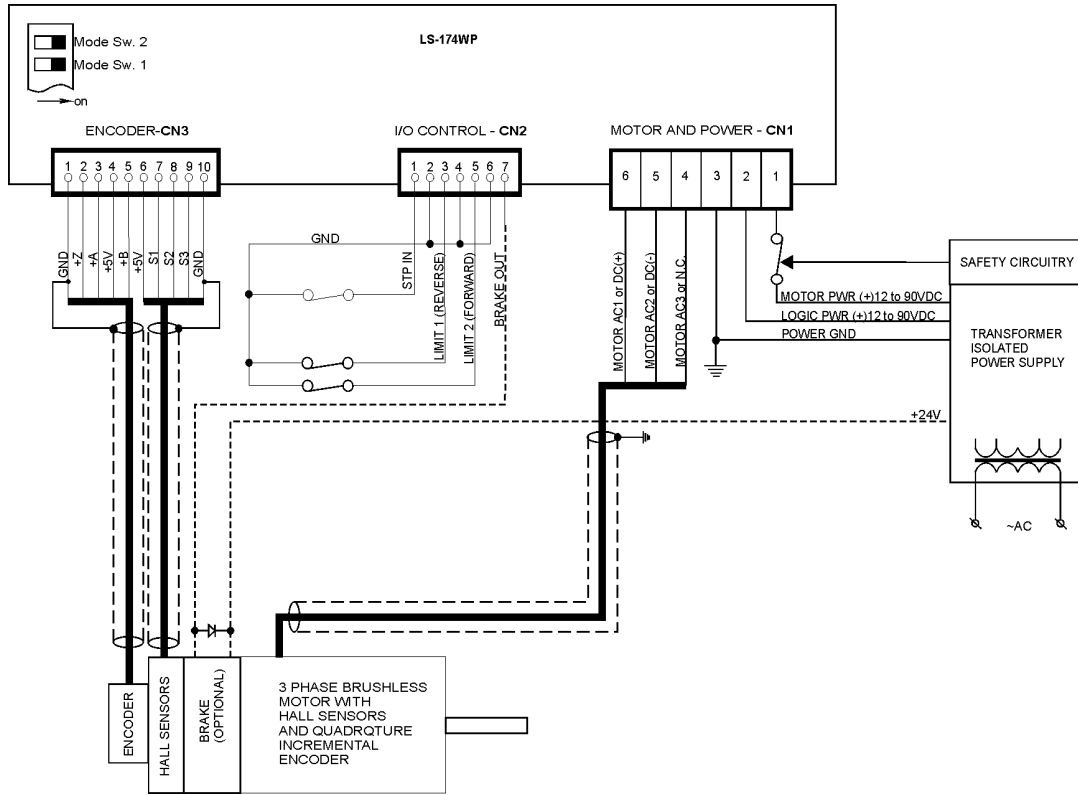 LS-174WP
Mode Sw. 2
Mode Sw. 1
on
ENCODER-CN3
I/O CONTROL - CN2
MOTOR AND POWER - CN1
1 2 3 4 5 6 7 8 9 10
1 2 3 4 5 6 7
6 5 4 3 2 1
GND
+Z
+A
+5V
+B
+5V
S1
S2
S3
GND
GND
STP IN
LIMIT 1 (REVERSE)
LIMIT 2 (FORWARD)
BRAKE OUT
MOTOR AC1 or DC(+)
MOTOR AC2 or DC(-)
MOTOR AC3 or N.C.
SAFETY CIRCUITRY
MOTOR PWR (+)12 to 90VDC
LOGIC PWR (+)12 to 90VDC
POWER GND
TRANSFORMER
ISOLATED
POWER SUPPLY
+24V
~AC
ENCODER
HALL SENSORS
BRAKE
(OPTIONAL)
3 PHASE BRUSHLESS
MOTOR WITH
HALL SENSORS
AND QUADRQTURE
INCREMENTAL
ENCODER